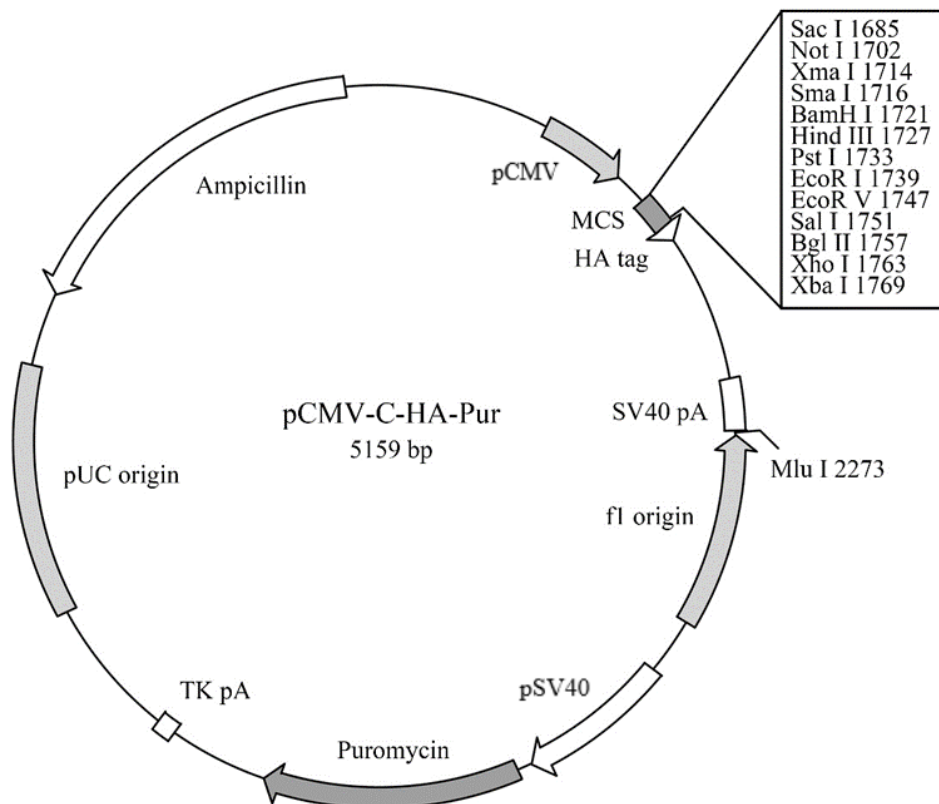 Sac I 1685
Not I 1702
Xma I 1714
Sma I 1716
BamH I 1721
Hind III 1727
Pst I 1733
EcoR I 1739
EcoR V 1747
Sal I 1751
Bgl II 1757
Xho I 1763
Xba I 1769
Ampicillin
pCMV
MCS
HA tag
pCMV-C-HA-Pur
5159 bp
SV40 pA
Mlu I 2273
pUC origin
f1 origin
TK pA
pSV40
Puromycin